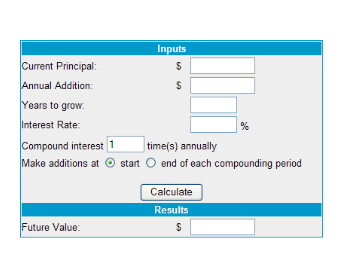 Inputs
Current Principal: $
Annual Addition: $
Years to grow:
Interest Rate: %
Compound interest 1 time(s) annually
Make additions at start end of each compounding period
Calculate
Results
Future Value: $